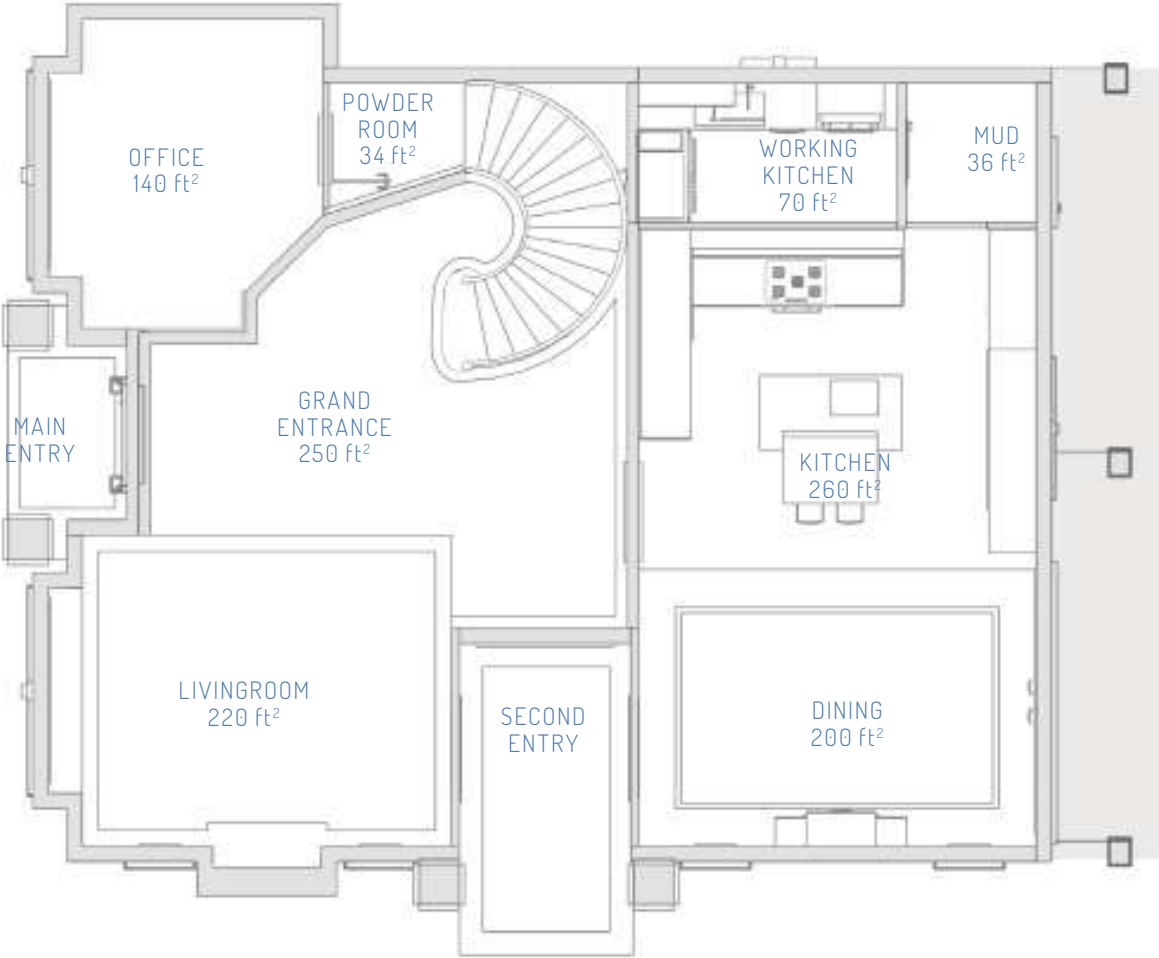 POWDER
ROOM
34 ft²
OFFICE
140 ft²
WORKING
KITCHEN
70 ft²
MUD
36 ft²
GRAND
ENTRANCE
250 ft²
MAIN
ENTRY
KITCHEN
260 ft²
LIVINGROOM
220 ft²
SECOND
ENTRY
DINING
200 ft²